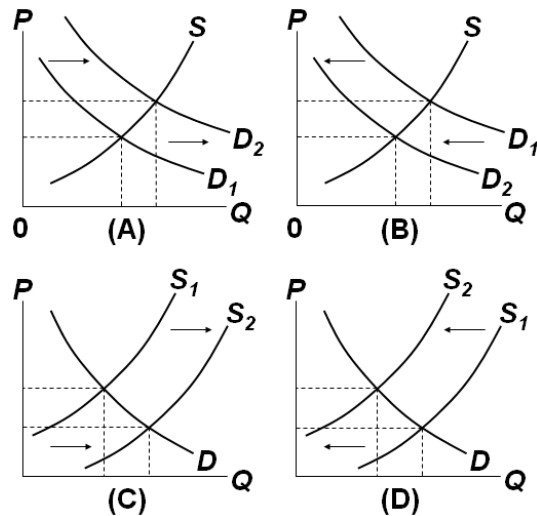 P S P S
D2 D1
D1 D2
0 Q 0 Q
(A) (B)
P S1 S2 P S2 S1
D Q D Q
(C) (D)